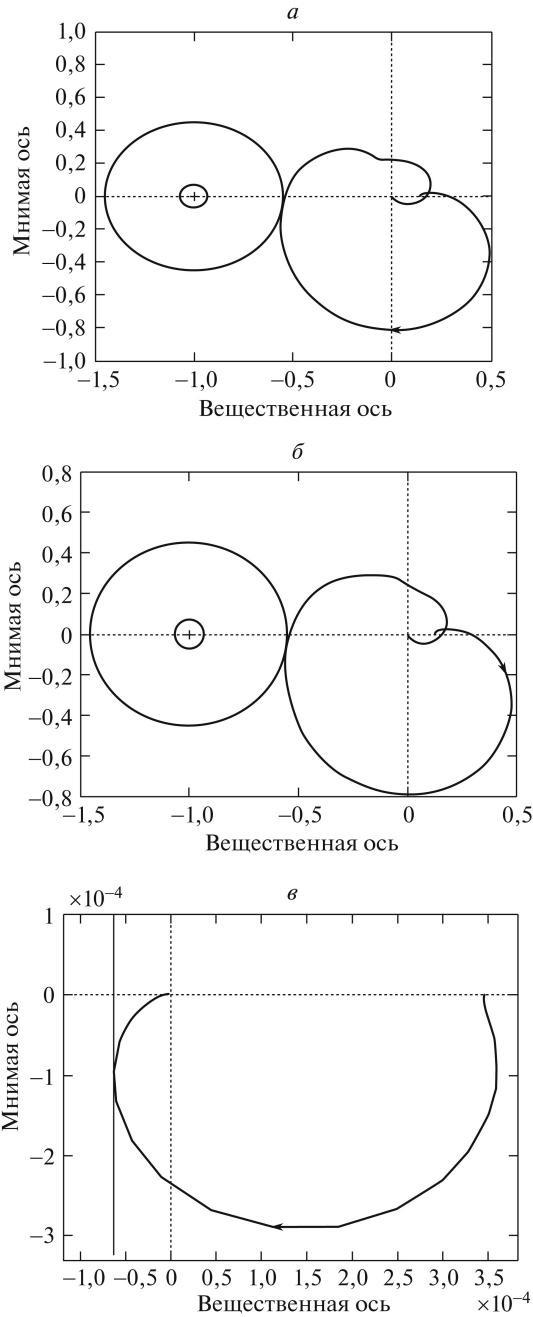 а
1,0
0,8
0,6
0,4
0,2
0
−0,2
−0,4
−0,6
−0,8
−1,0
Мнимая ось
−1,5 −1,0 −0,5 0 0,5
Вещественная ось
б
0,8
0,6
0,4
0,2
0
−0,2
−0,4
−0,6
−0,8
Мнимая ось
−1,5 −1,0 −0,5 0 0,5
Вещественная ось
×10−4 в
1
0
−1
−2
−3
Мнимая ось
−1,0 −0,5 0 0,5 1,0 1,5 2,0 2,5 3,0 3,5
Вещественная ось ×10−4